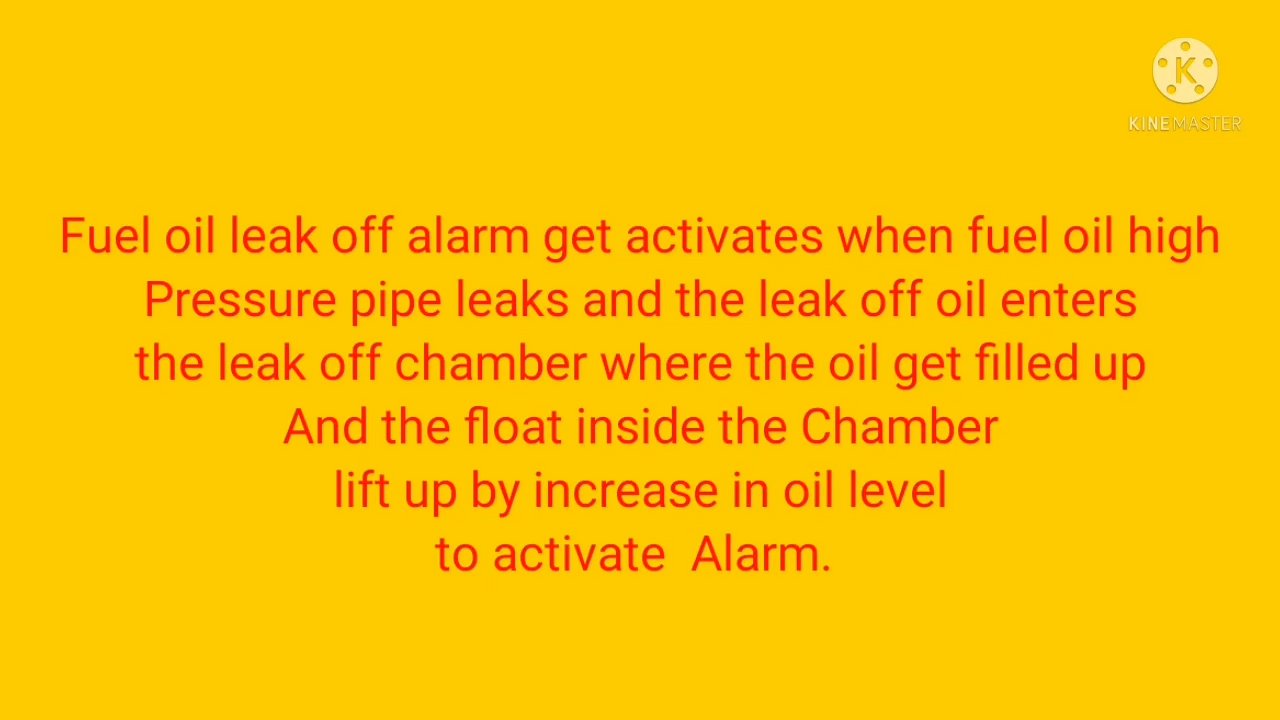 K
KINEMASTER
Fuel oil leak off alarm get activates when fuel oil high
Pressure pipe leaks and the leak off oil enters
the leak off chamber where the oil get filled up
And the float inside the Chamber
lift up by increase in oil level
to activate  Alarm.